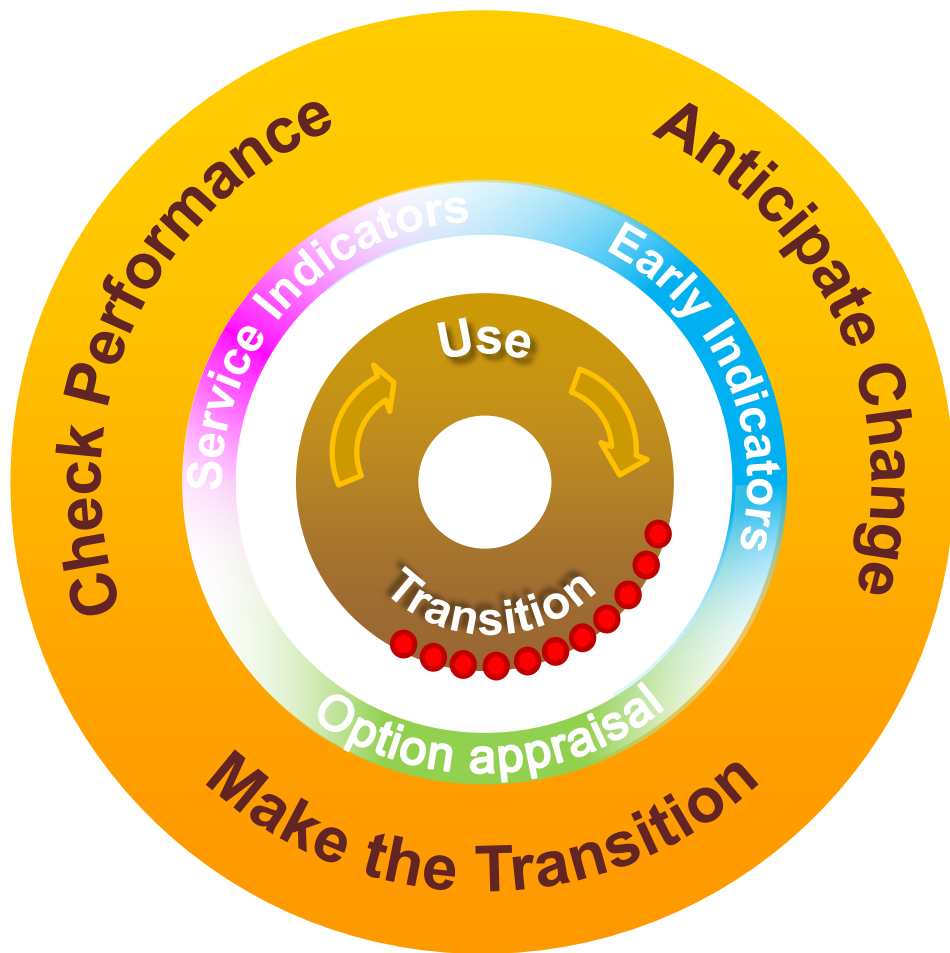 Check Performance
Anticipate Change
Service Indicators
Early Indicators
Use
Transition
Option appraisal
Make the Transition